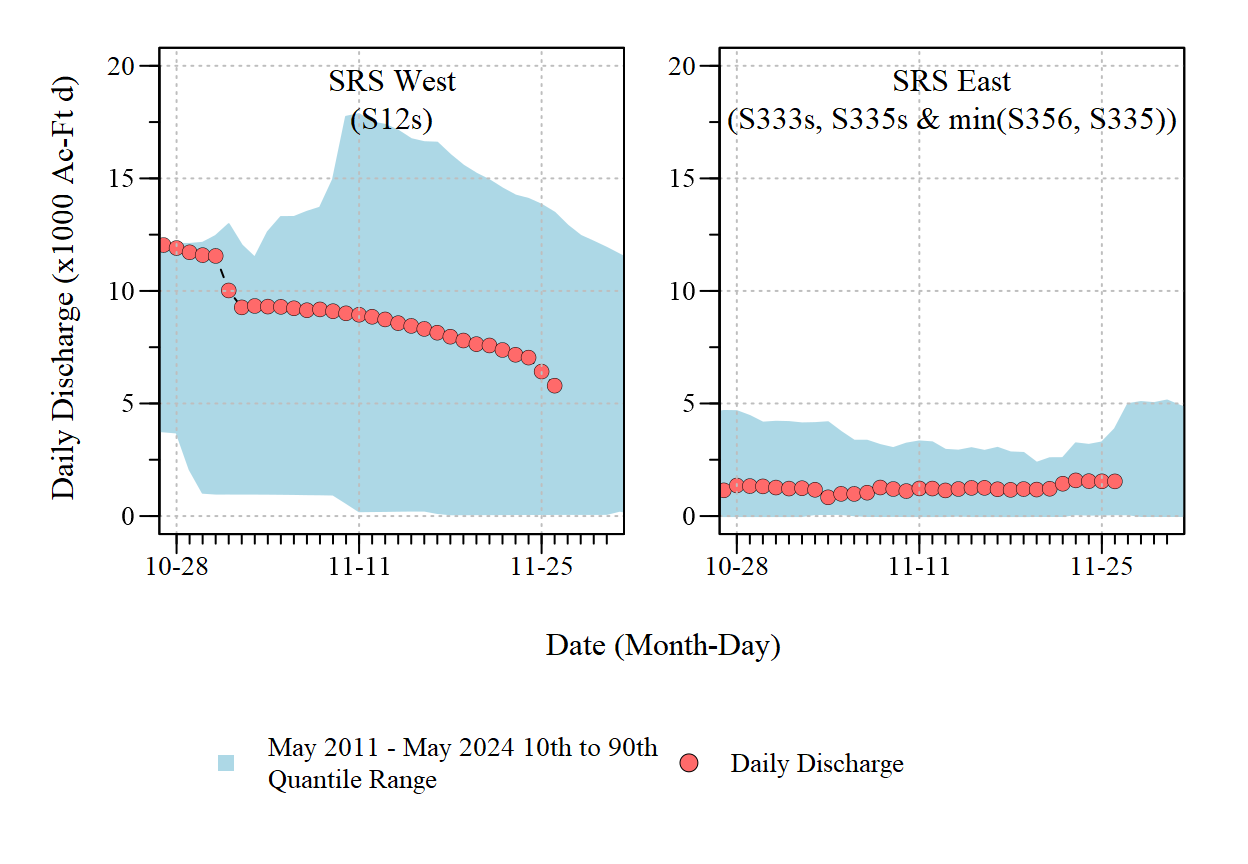 SRS West
(S12s)
SRS East
(S333s, S335s & min(S356, S335))
Daily Discharge (x1000 Ac-Ft d)
20
15
10
5
0
10-28
11-11
11-25
20
15
10
5
0
10-28
11-11
11-25
Date (Month-Day)
May 2011 - May 2024 10th to 90th
Quantile Range
Daily Discharge